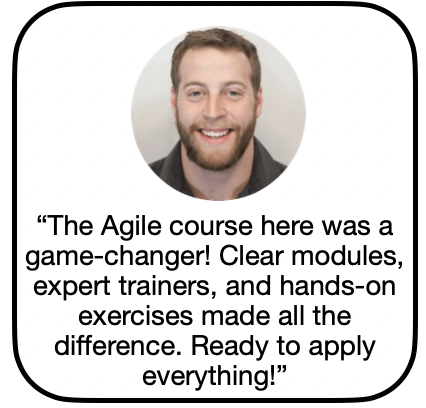 “The Agile course here was a
game-changer! Clear modules,
expert trainers, and hands-on
exercises made all the
difference. Ready to apply
everything!”